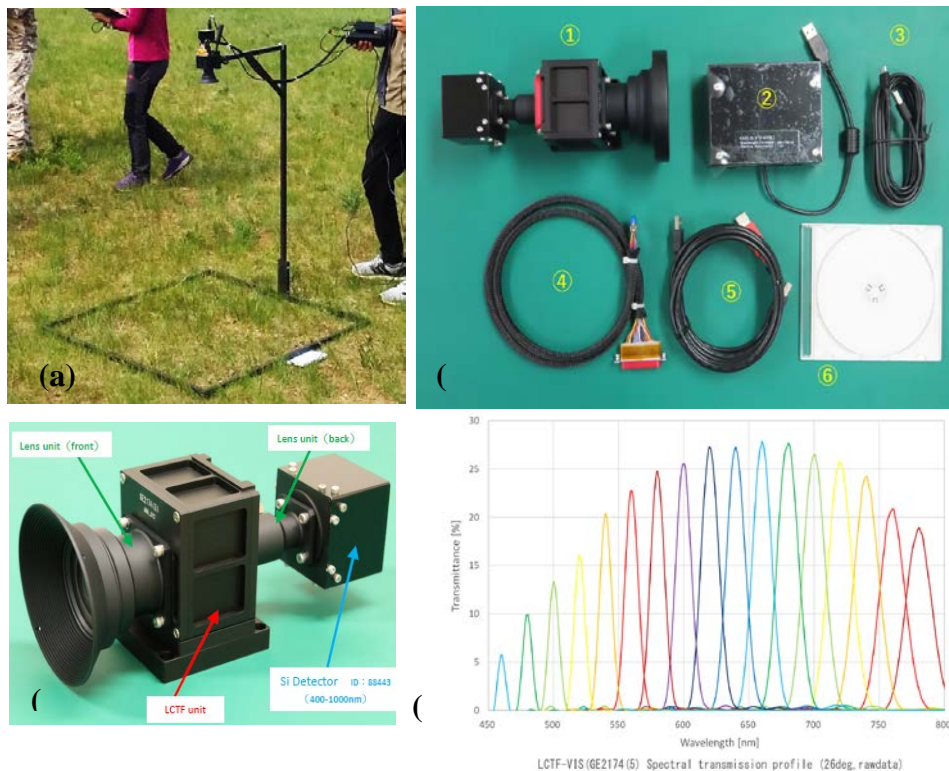 (a)
①
②
③
④
⑤
⑥
(
Lens unit (front)
Lens unit (back)
LCTF unit
Si Detector ID:88443
(400-1000nm)
(
(
30
25
20
15
10
5
0
Transmittance [%]
450 500 550 600 650 700 750 800
Wavelength [nm]
LCTF-VIS(GE2174(5) Spectral transmission profile (26deg,rawdata)